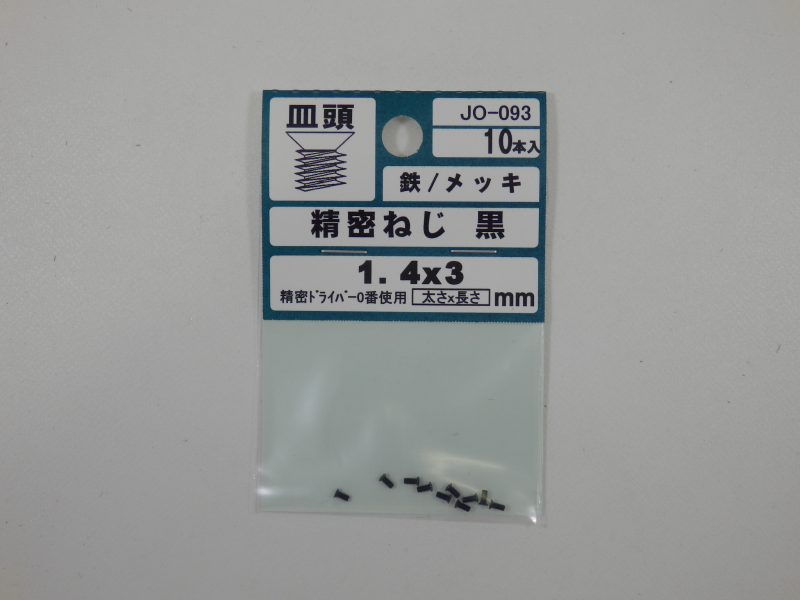 皿頭
JO-093
10本入
鉄/メッキ
精密ねじ 黒
1.4x3
精密ﾄﾞﾗｲﾊﾞｰ0番使用 太さx長さ mm